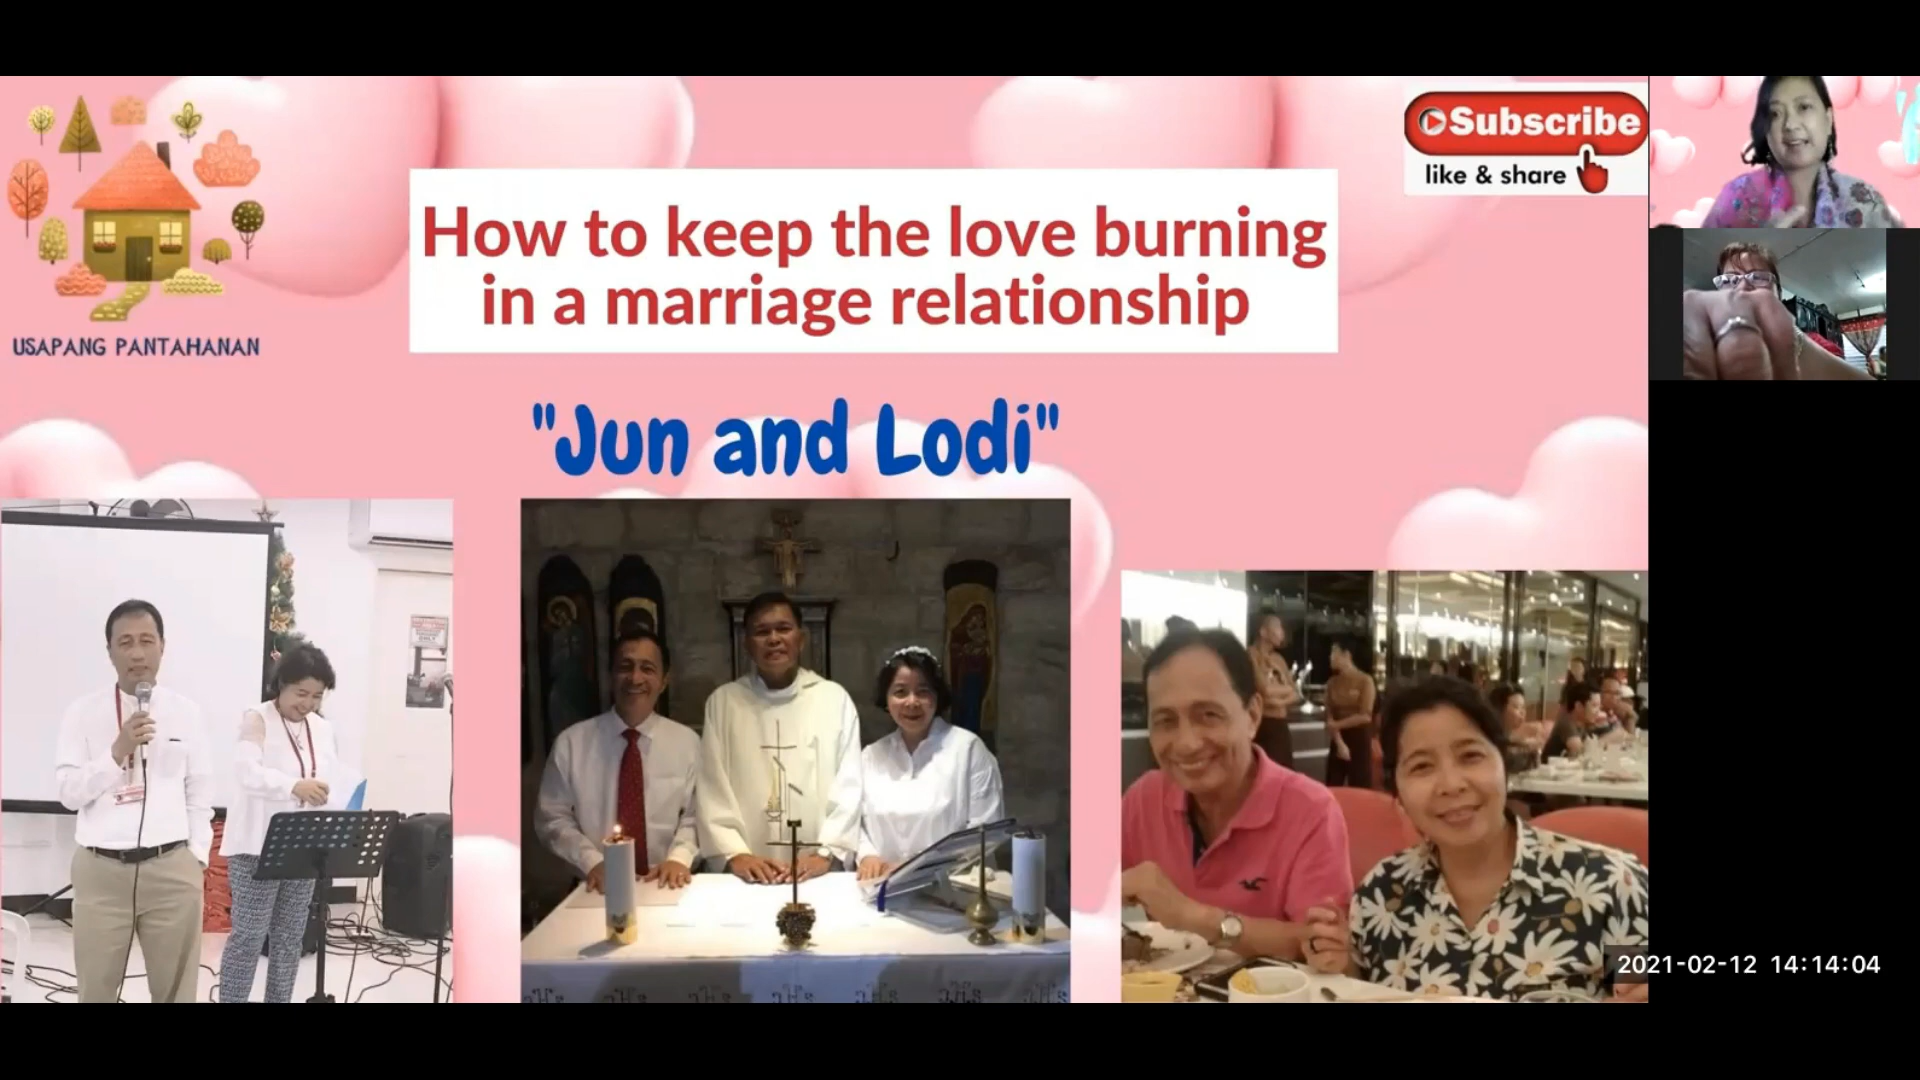 Subscribe
like & share
How to keep the love burning
in a marriage relationship
USAPANG PANTAHANAN
"Jun and Lodi"
2021-02-12 14:14:04